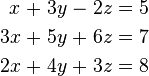 x + 3y − 2z = 5
3x + 5y + 6z = 7
2x + 4y + 3z = 8